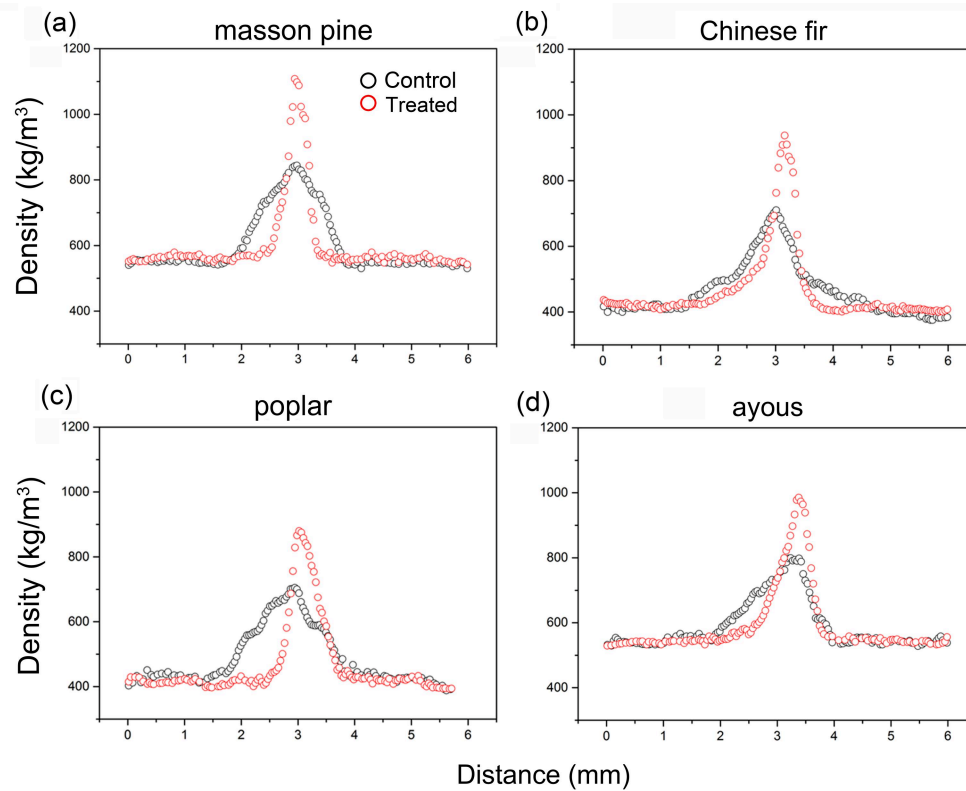 (a)
masson pine
(b)
Chinese fir
1200
1000
800
600
400
0 1 2 3 4 5 6
Control
Treated
Density (kg/m³)
1200
1000
800
600
400
0 1 2 3 4 5 6
(c)
poplar
(d)
ayous
1200
1000
800
600
400
0 1 2 3 4 5 6
Density (kg/m³)
1200
1000
800
600
400
0 1 2 3 4 5 6
Distance (mm)